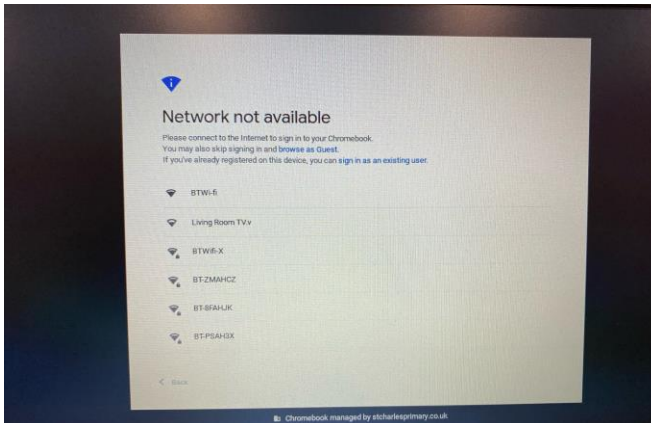 Network not available
Please connect to the Internet to sign in to your Chromebook.
You may also skip signing in and browse as Guest.
If you've already registered on this device, you can sign in as an existing user.
BTWi-fi
Living Room TV.v
BTWifi-X
BT-ZMAHCZ
BT-8FAHJK
BT-PSAH3X
Back
Chromebook managed by stcharlesprimary.co.uk